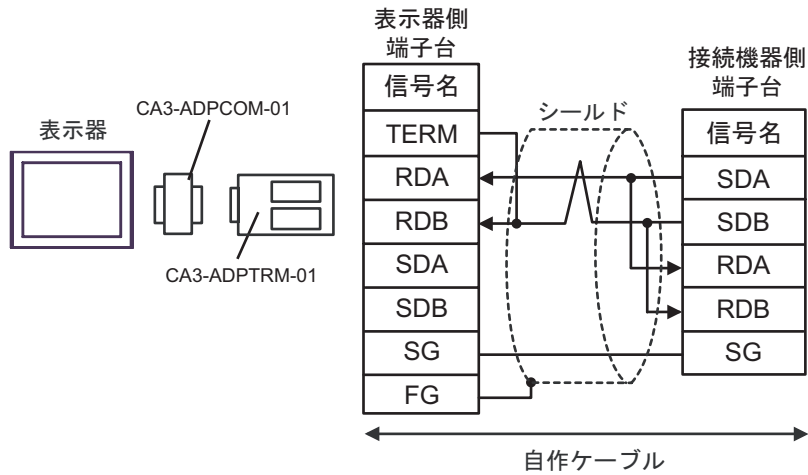 表示器
CA3-ADPCOM-01
CA3-ADPTRM-01
表示器側
端子台
信号名
TERM
RDA
RDB
SDA
SDB
SG
FG
シールド
接続機器側
端子台
信号名
SDA
SDB
RDA
RDB
SG
自作ケーブル